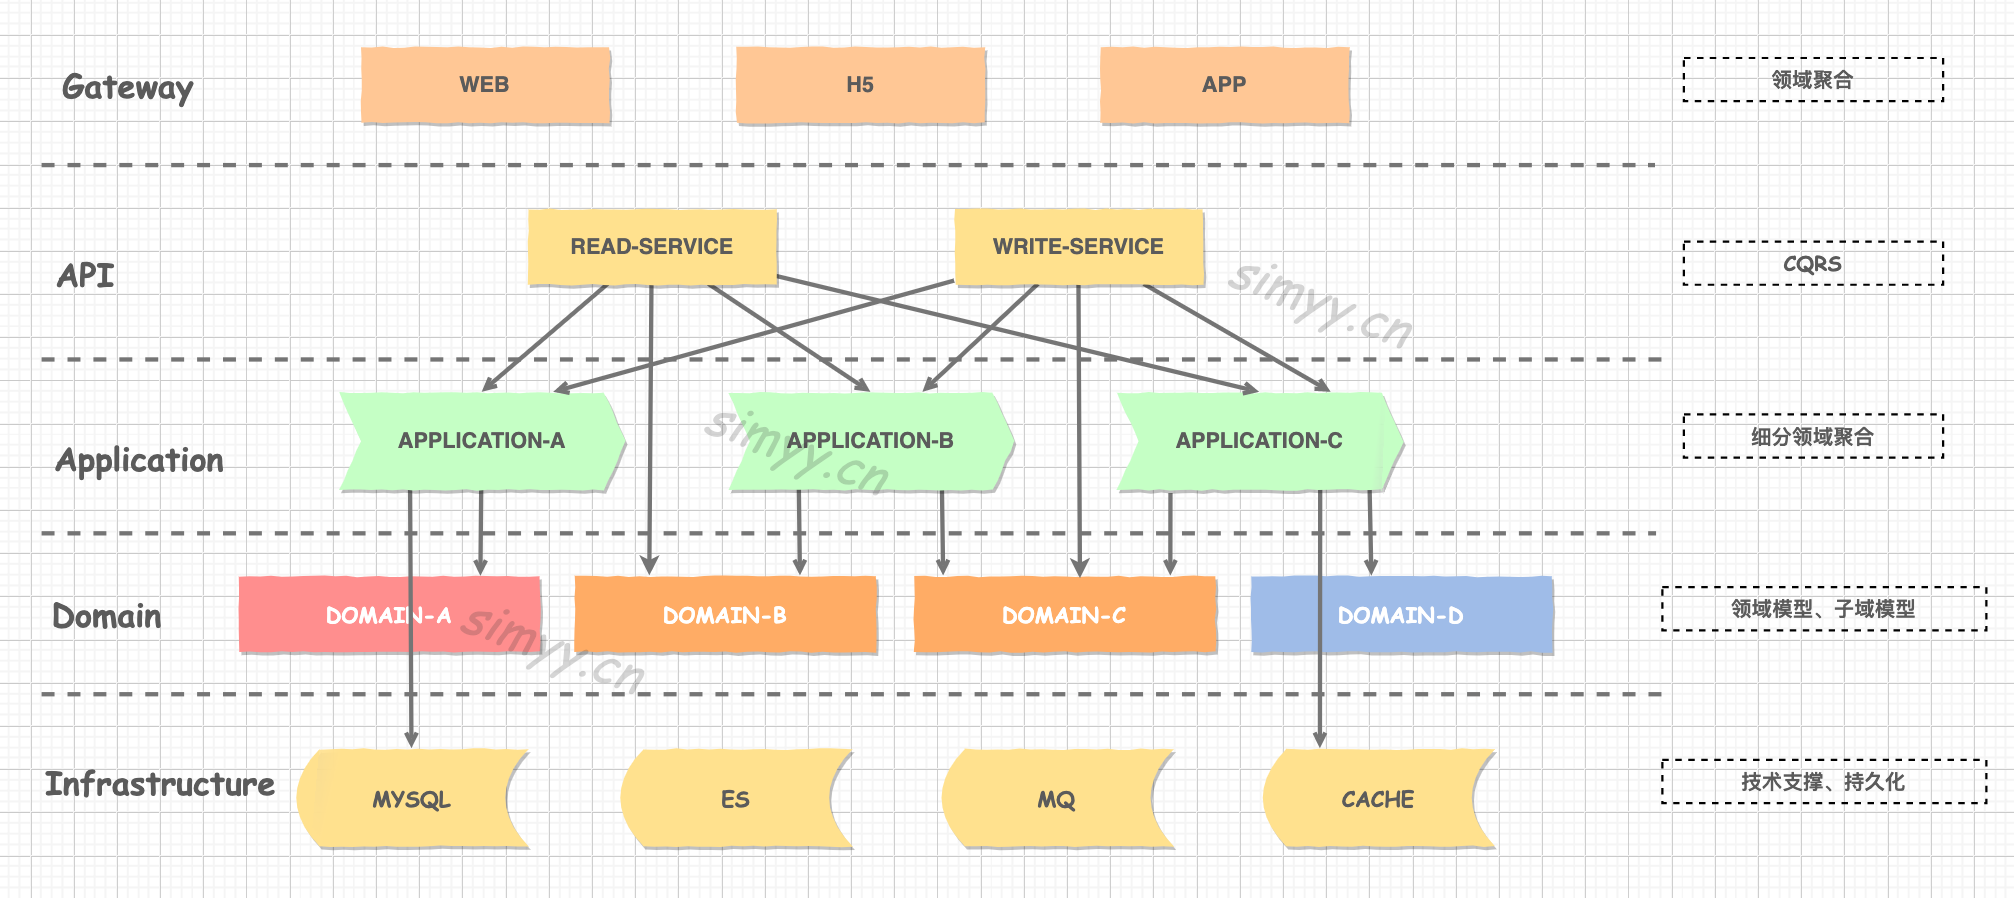 Gateway
WEB
H5
APP
领域聚合
API
READ-SERVICE
WRITE-SERVICE
CQRS
simyy.cn
Application
APPLICATION-A
APPLICATION-B
APPLICATION-C
细分领域聚合
simyy.cn
Domain
DOMAIN-A
DOMAIN-B
DOMAIN-C
DOMAIN-D
领域模型、子域模型
simyy.cn
Infrastructure
MYSQL
ES
MQ
CACHE
技术支撑、持久化